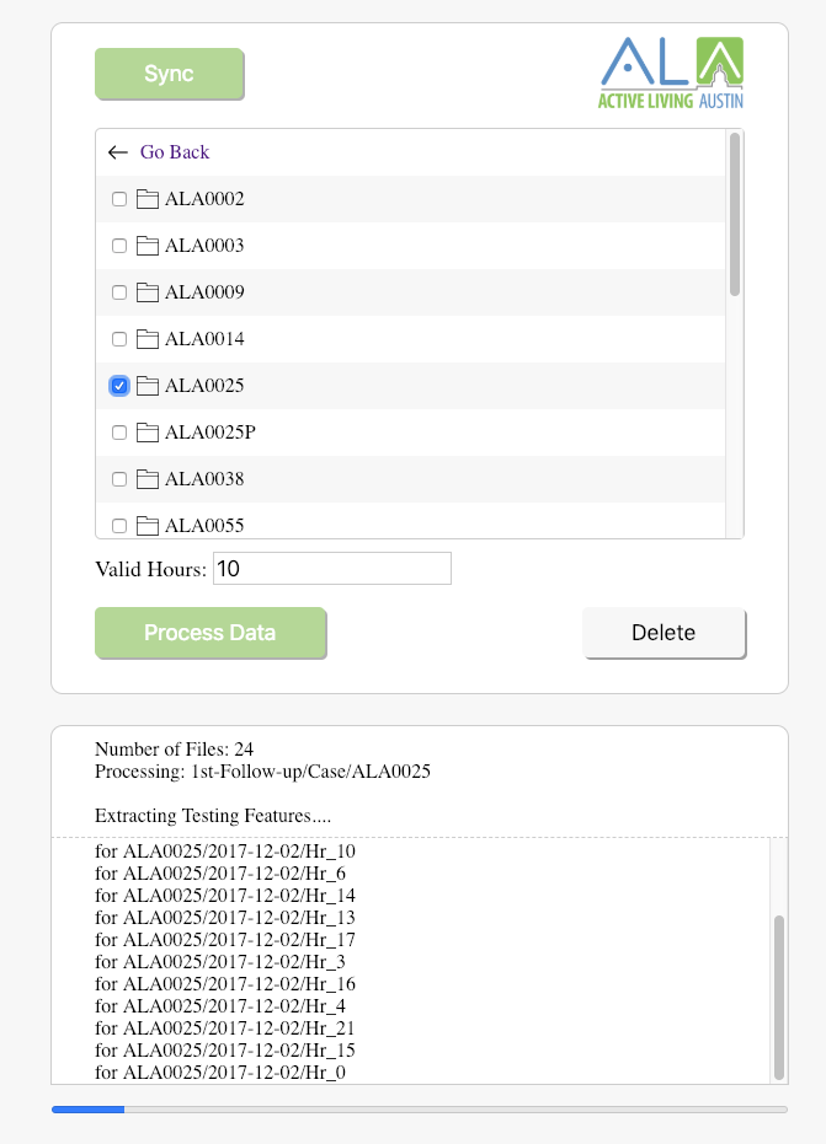 Sync
ALA
ACTIVE LIVING AUSTIN
Go Back
ALA0002
ALA0003
ALA0009
ALA0014
ALA0025
ALA0025P
ALA0038
ALA0055
Valid Hours: 10
Process Data
Delete
Number of Files: 24
Processing: 1st-Follow-up/Case/ALA0025
Extracting Testing Features....
for ALA0025/2017-12-02/Hr_10
for ALA0025/2017-12-02/Hr_6
for ALA0025/2017-12-02/Hr_14
for ALA0025/2017-12-02/Hr_13
for ALA0025/2017-12-02/Hr_17
for ALA0025/2017-12-02/Hr_3
for ALA0025/2017-12-02/Hr_16
for ALA0025/2017-12-02/Hr_4
for ALA0025/2017-12-02/Hr_21
for ALA0025/2017-12-02/Hr_15
for ALA0025/2017-12-02/Hr_0